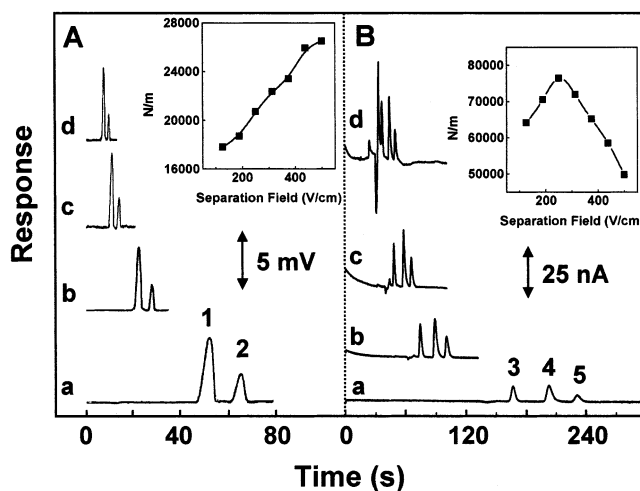 A
B
Response
28000
24000
20000
16000
N/m
200
400
Separation Field (V/cm)
80000
70000
60000
50000
N/m
200
400
Separation Field (V/cm
d
c
b
a
1
2
5 mV
d
c
b
a
3
4
5
25 nA
0
40
80
0
120
240
Time (s)